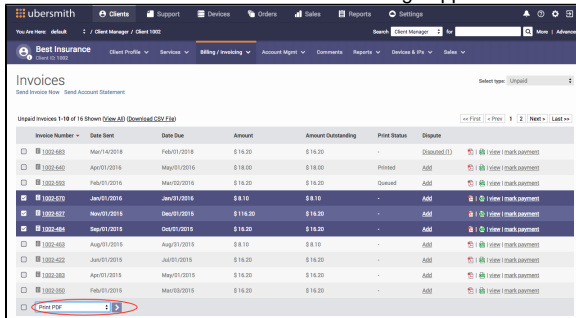 ubersmith Clients Support Devices Orders Sales Reports Settings
You Are Here: default / Client Manager / Client 1002 Search Client Manager for More | Advance
Best Insurance Client Profile Services Billing / Invoicing Account Mgmt Comments Reports Devices & IPs Sales
Client ID: 1002
Invoices
Select type: Unpaid
Send Invoice Now Send Account Statement
Unpaid Invoices 1-10 of 16 Shown (View All) (Download CSV File) << First < Prev 1 2 Next > Last >>
Invoice Number Date Sent Date Due Amount Amount Outstanding Print Status Dispute
1002-683 Mar/14/2018 Feb/01/2018 $ 16.20 $ 16.20 - Disputed (1) | | view | mark payment
1002-640 Apr/01/2016 May/01/2016 $ 18.00 $ 18.00 Printed Add | | view | mark payment
1002-593 Feb/01/2016 Mar/02/2016 $ 16.20 $ 16.20 Queued Add | | view | mark payment
1002-570 Jan/01/2016 Jan/31/2016 $ 8.10 $ 8.10 - Add | | view | mark payment
1002-527 Nov/01/2015 Dec/01/2015 $ 116.20 $ 16.20 - Add | | view | mark payment
1002-484 Sep/01/2015 Oct/01/2015 $ 16.20 $ 16.20 - Add | | view | mark payment
1002-463 Aug/01/2015 Aug/31/2015 $ 8.10 $ 8.10 - Add | | view | mark payment
1002-422 Jun/01/2015 Jul/01/2015 $ 16.20 $ 16.20 - Add | | view | mark payment
1002-383 Apr/01/2015 May/01/2015 $ 16.20 $ 16.20 - Add | | view | mark payment
1002-350 Feb/01/2015 Mar/03/2015 $ 16.20 $ 16.20 - Add | | view | mark payment
Print PDF